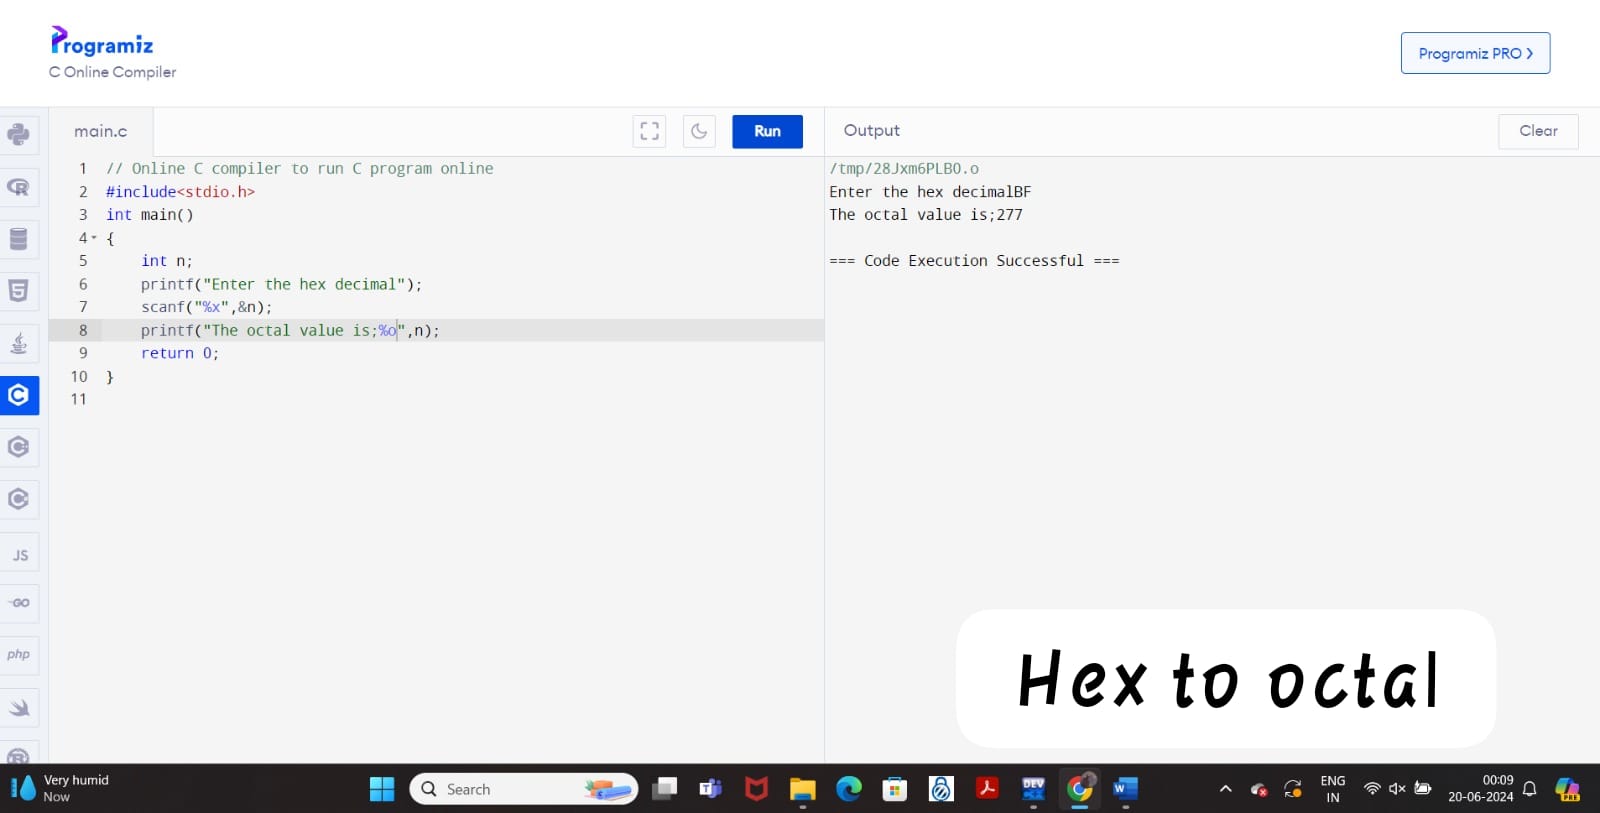 Programiz
C Online Compiler
Programiz PRO >
main.c
Run
Output
Clear
1 // Online C compiler to run C program online
2 #include<stdio.h>
3 int main()
4 {
5 int n;
6 printf("Enter the hex decimal");
7 scanf("%x",&n);
8 printf("The octal value is;%o",n);
9 return 0;
10 }
11
/tmp/28Jxm6PLBO.o
Enter the hex decimalBF
The octal value is;277
=== Code Execution Successful ===
JS
GO
php
Hex to octal
Very humid
Now
Search
DEV
ENG
IN
00:09
20-06-2024
PRE